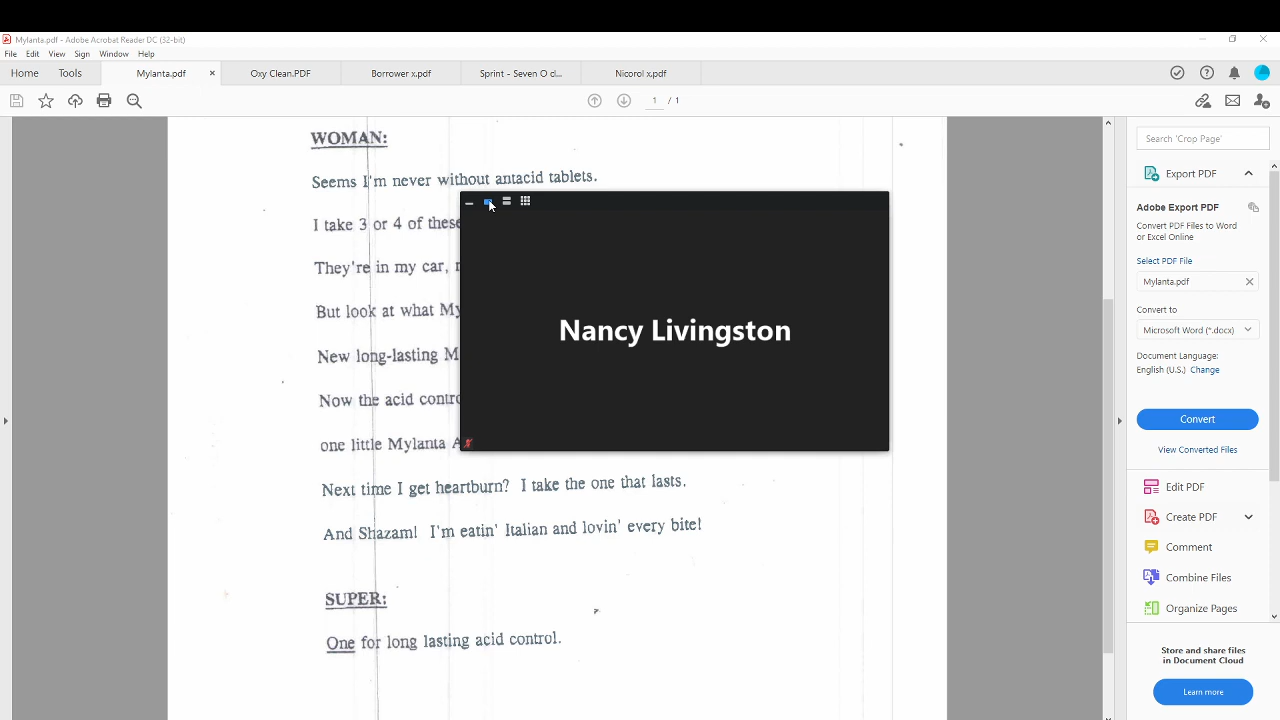 Mylanta.pdf - Adobe Acrobat Reader DC (32-bit)
File Edit View Sign Window Help
Home Tools Mylanta.pdf × Oxy Clean.PDF Borrower x.pdf Sprint - Seven O cl... Nicorol x.pdf
1 / 1
WOMAN:
Seems I'm never without antacid tablets.
I take 3 or 4 of these
They're in my car,
But look at what My
New long-lasting M
Now the acid contro
one little Mylanta A
Next time I get heartburn? I take the one that lasts.
And Shazam! I'm eatin' Italian and lovin' every bite!
SUPER:
One for long lasting acid control.
Nancy Livingston
Search 'Crop Page'
Export PDF
Adobe Export PDF
Convert PDF Files to Word
or Excel Online
Select PDF File
Mylanta.pdf
Convert to
Microsoft Word (*.docx)
Document Language:
English (U.S.) Change
Convert
View Converted Files
Edit PDF
Create PDF
Comment
Combine Files
Organize Pages
Store and share files
in Document Cloud
Learn more